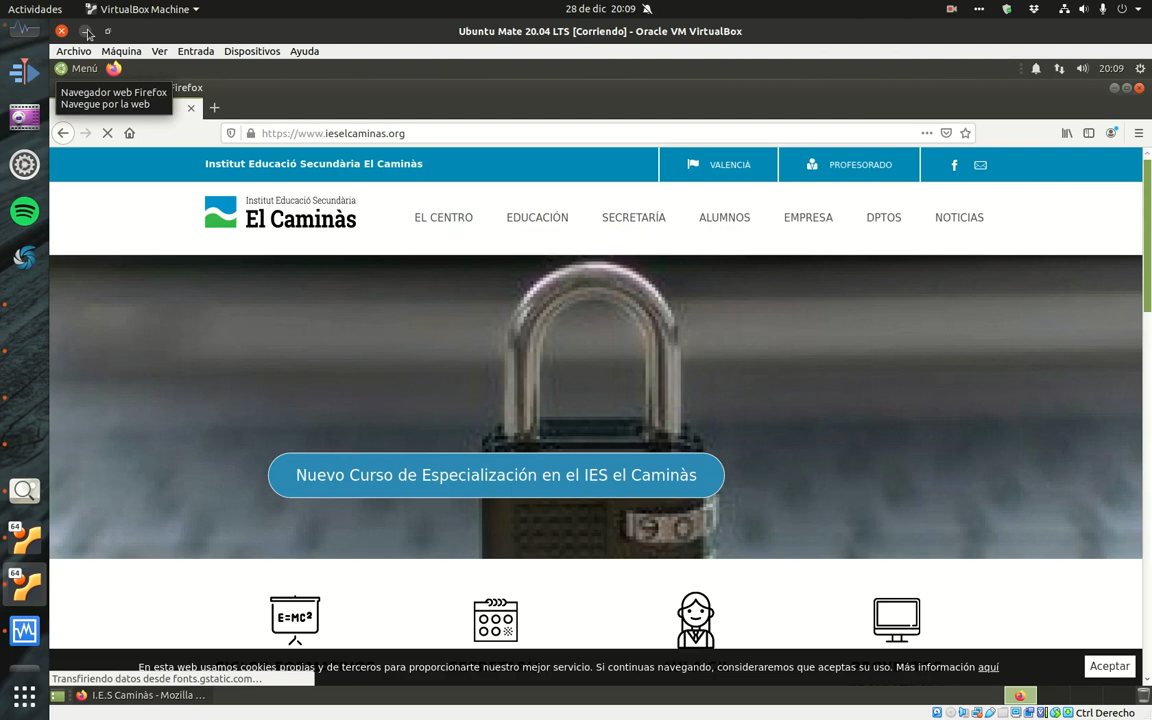 Actividades
VirtualBox Machine
28 de dic  20:09
Ubuntu Mate 20.04 LTS [Corriendo] - Oracle VM VirtualBox
Archivo Máquina Ver Entrada Dispositivos Ayuda
Menú
20:09
Navegador web Firefox
Navegue por la web
Firefox
https://www.ieselcaminas.org
Institut Educació Secundària El Caminàs
VALENCIÀ
PROFESORADO
Institut Educació Secundària
El Caminàs
EL CENTRO EDUCACIÓN SECRETARÍA ALUMNOS EMPRESA DPTOS NOTICIAS
Nuevo Curso de Especialización en el IES el Caminàs
E=MC²
En esta web usamos cookies propias y de terceros para proporcionarte nuestro mejor servicio. Si continuas navegando, consideraremos que aceptas su uso. Más información aquí
Aceptar
Transfiriendo datos desde fonts.gstatic.com...
I.E.S Caminàs - Mozilla ...
64
64
Ctrl Derecho